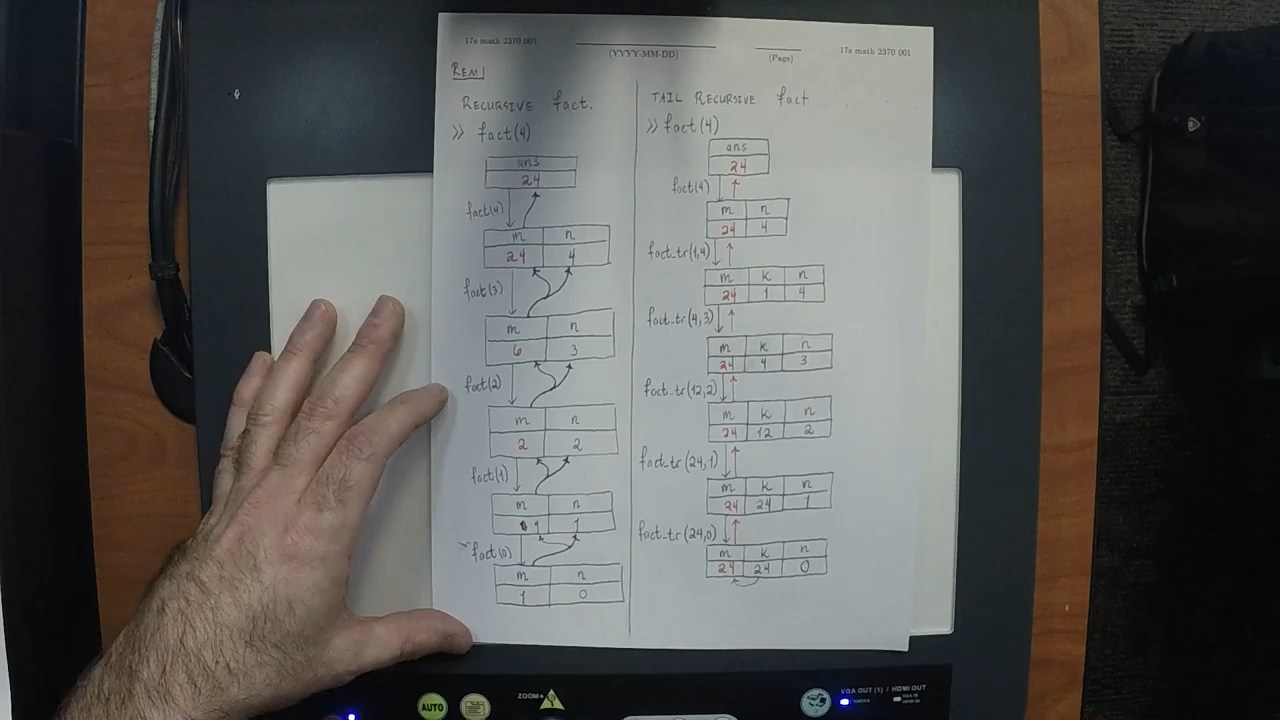 17s math 2370 001
(YYYY-MM-DD)
(Page)
17s math 2370 001
REM
RECURSIVE fact.
>> fact(4)
ans
24
fact(4)
m n
24 4
fact(3)
m n
6 3
fact(2)
m n
2 2
fact(1)
m n
1 1
fact(0)
m n
1 0
TAIL RECURSIVE fact
>> fact(4)
ans
24
fact(4)
m n
24 4
fact_tr(1,4)
m k n
24 1 4
fact_tr(4,3)
m k n
24 4 3
fact_tr(12,2)
m k n
24 12 2
fact_tr(24,1)
m k n
24 24 1
fact_tr(24,0)
m k n
24 24 0
AUTO
ZOOM+
VGA OUT (1) / HDMI OUT